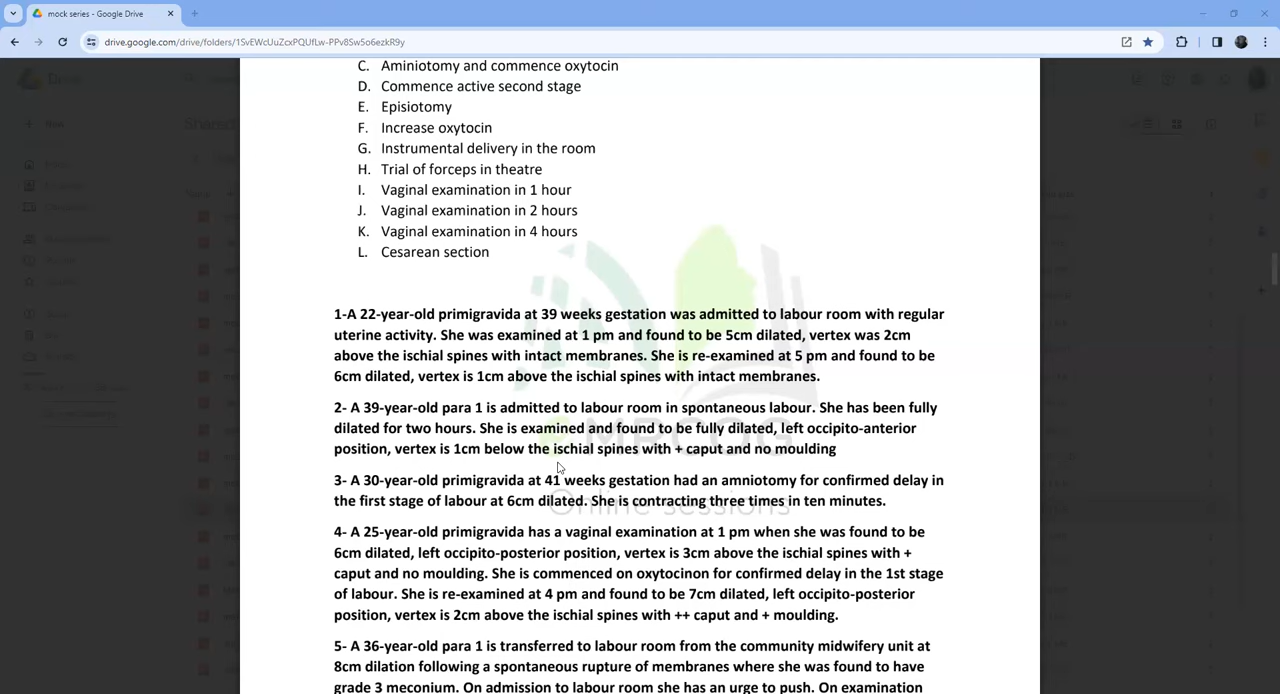 mock series - Google Drive
drive.google.com/drive/folders/1SvEWcUuZcxPQUfLw-PPv8Sw5o6ezkR9y
C. Aminiotomy and commence oxytocin
D. Commence active second stage
E. Episiotomy
F. Increase oxytocin
G. Instrumental delivery in the room
H. Trial of forceps in theatre
I. Vaginal examination in 1 hour
J. Vaginal examination in 2 hours
K. Vaginal examination in 4 hours
L. Cesarean section
1-A 22-year-old primigravida at 39 weeks gestation was admitted to labour room with regular
uterine activity. She was examined at 1 pm and found to be 5cm dilated, vertex was 2cm
above the ischial spines with intact membranes. She is re-examined at 5 pm and found to be
6cm dilated, vertex is 1cm above the ischial spines with intact membranes.
2- A 39-year-old para 1 is admitted to labour room in spontaneous labour. She has been fully
dilated for two hours. She is examined and found to be fully dilated, left occipito-anterior
position, vertex is 1cm below the ischial spines with + caput and no moulding
eMRCOG
3- A 30-yeear-old primigravida at 41 weeks gestation had an amniotomy for confirmed delay in
the first stage of labour at 6cm dilated. She is contracting three times in ten minutes.
Online sessions
4- A 25-year-old primigravida has a vaginal examination at 1 pm when she was found to be
6cm dilated, left occipito-posterior position, vertex is 3cm above the ischial spines with +
caput and no moulding. She is commenced on oxytocinon for confirmed delay in the 1st stage
of labour. She is re-examined at 4 pm and found to be 7cm dilated, left occipito-posterior
position, vertex is 2cm above the ischial spines with ++ caput and + moulding.
5- A 36-year-old para 1 is transferred to labour room from the community midwifery unit at
8cm dilation following a spontaneous rupture of membranes where she was found to have
grade 3 meconium. On admission to labour room she has an urge to push. On examination